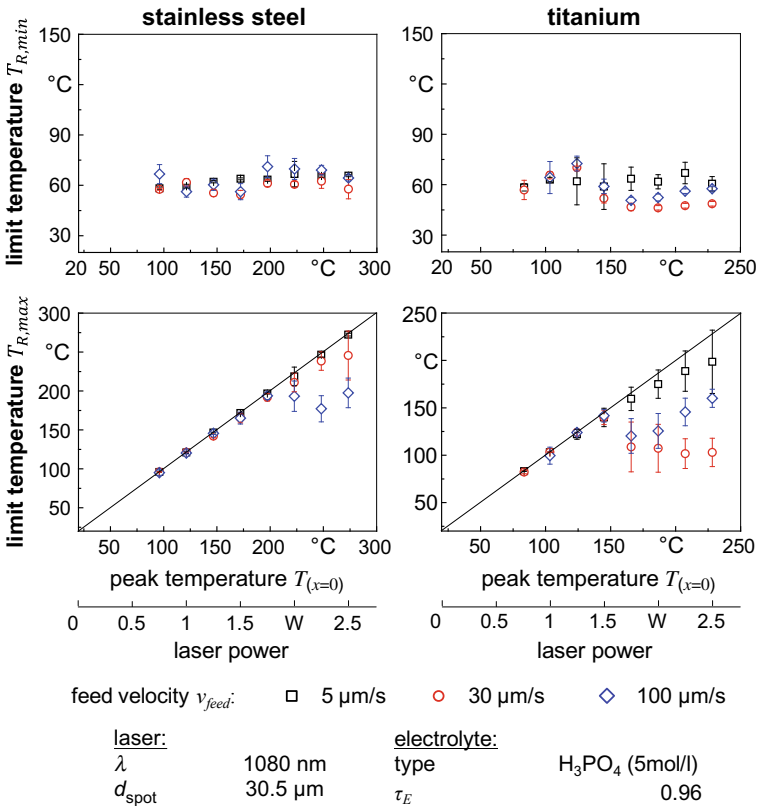 stainless steel
titanium
limit temperature T_R,min
°C
90
60
30
20 50 100 150 200 °C 300
°C
90
60
30
20 50 100 150 °C 250
limit temperature T_R,max
300
°C
200
150
100
50
50 100 150 200 °C 300
peak temperature T_(x=0)
0 0.5 1 1.5 W 2.5
laser power
250
°C
150
100
50
50 100 150 °C 250
peak temperature T_(x=0)
0 0.5 1 1.5 W 2.5
laser power
feed velocity v_feed: 5 µm/s 30 µm/s 100 µm/s
laser:
λ 1080 nm
d_spot 30.5 µm
electrolyte:
type H₃PO₄ (5mol/l)
τ_E 0.96